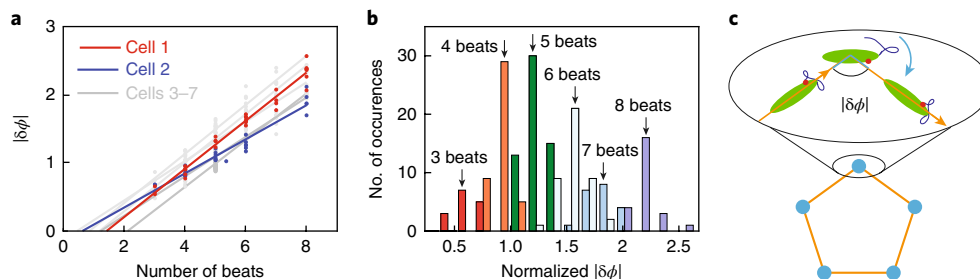 a
3
2
1
0
0
2
4
6
8
|δϕ|
Number of beats
Cell 1
Cell 2
Cells 3–7
b
30
20
10
0
0.5
1.0
1.5
2
2.5
No. of occurences
Normalized |δϕ|
3 beats
4 beats
5 beats
6 beats
7 beats
8 beats
c
|δϕ|